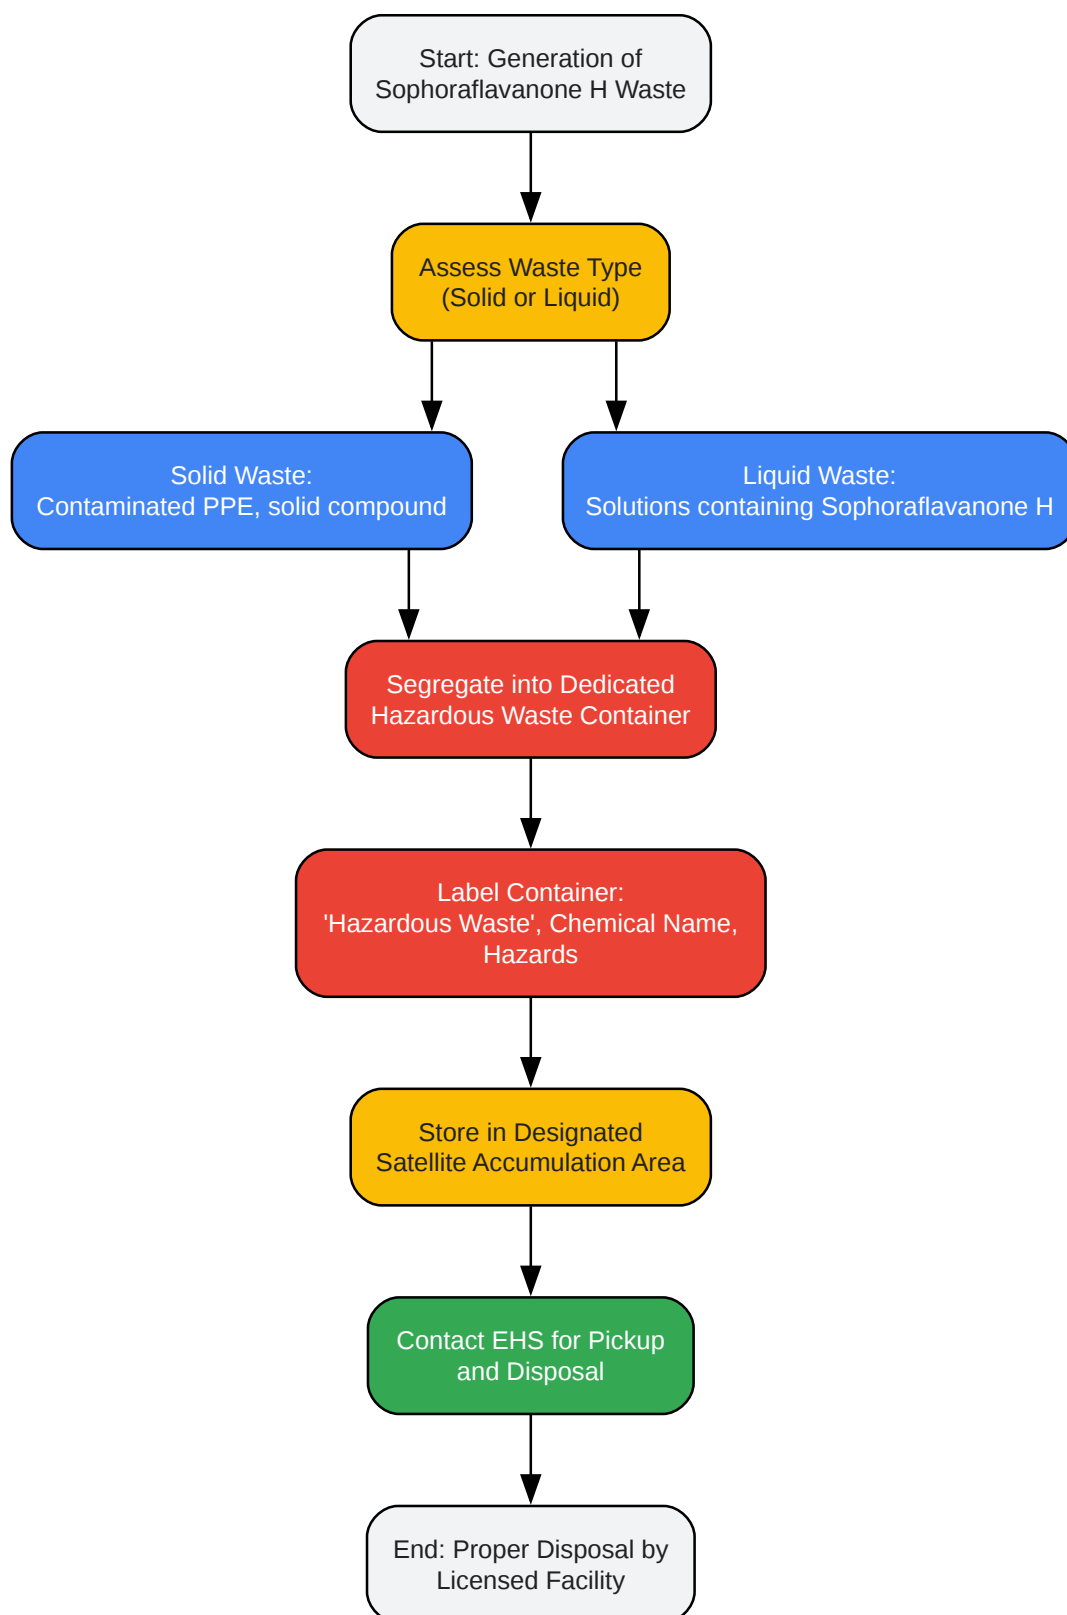 Start: Generation of
Sophoraflavanone H Waste
Assess Waste Type
(Solid or Liquid)
Solid Waste:
Contaminated PPE, solid compound
Liquid Waste:
Solutions containing Sophoraflavanone H
Segregate into Dedicated
Hazardous Waste Container
Label Container:
'Hazardous Waste', Chemical Name,
Hazards
Store in Designated
Satellite Accumulation Area
Contact EHS for Pickup
and Disposal
End: Proper Disposal by
Licensed Facility